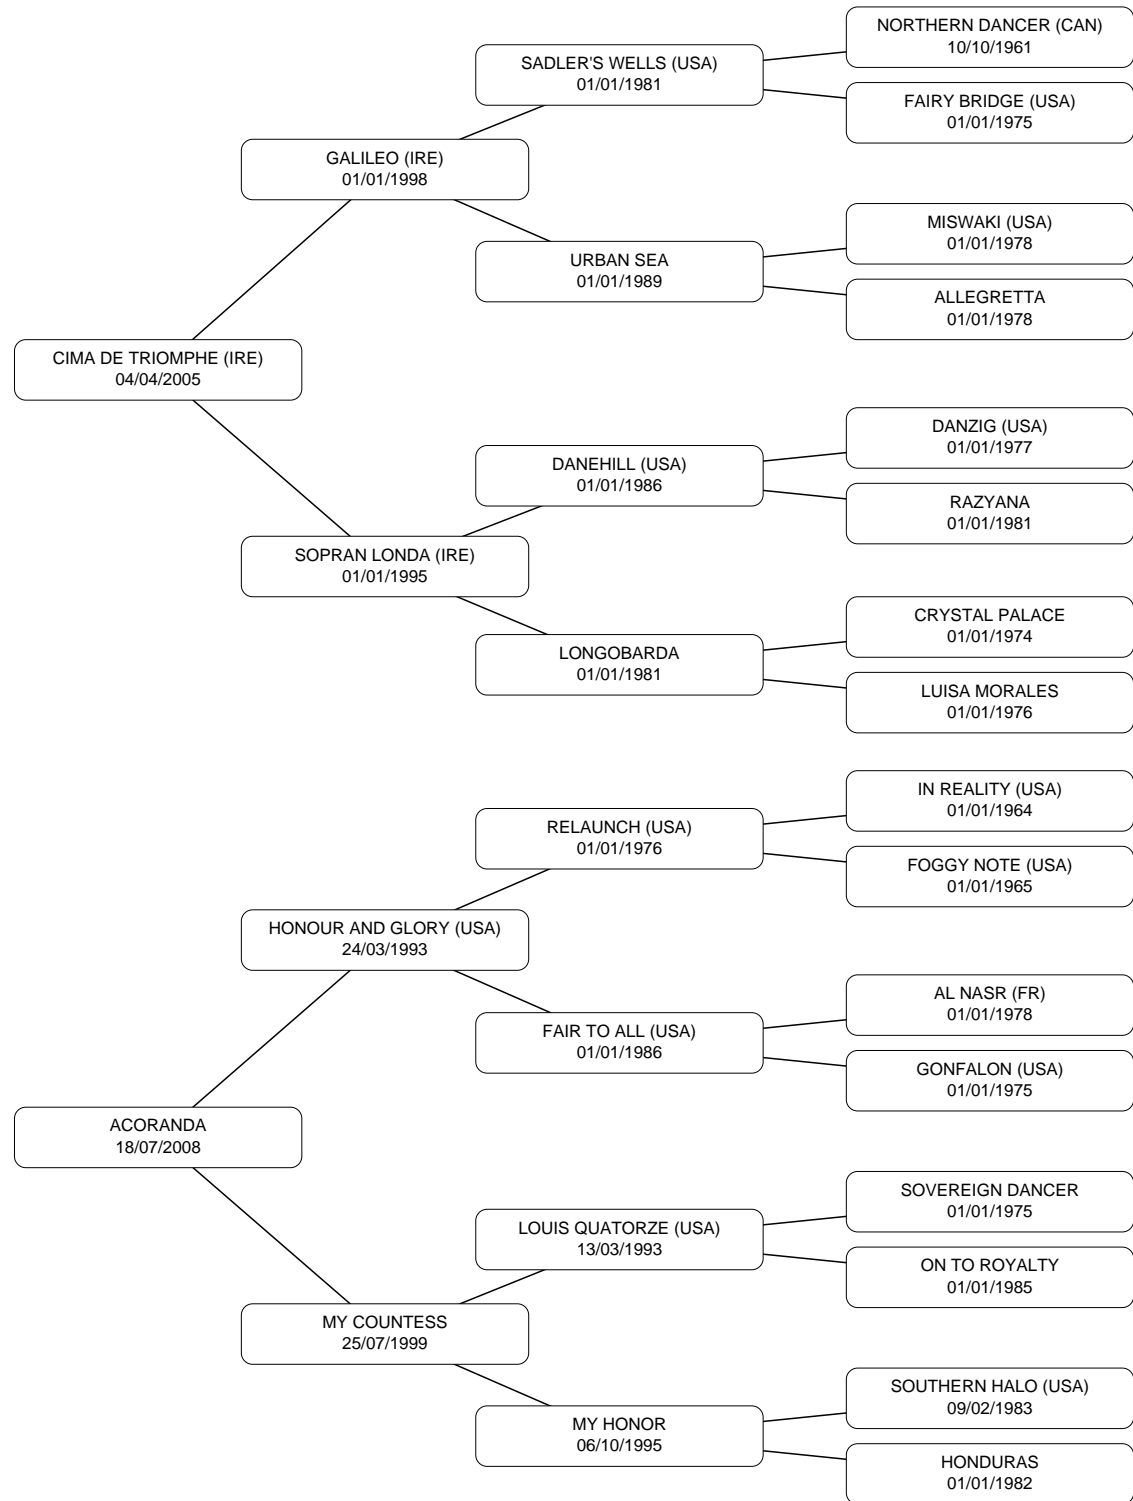 NORTHERN DANCER (CAN)
10/10/1961
SADLER'S WELLS (USA)
01/01/1981
FAIRY BRIDGE (USA)
01/01/1975
GALILEO (IRE)
01/01/1998
MISWAKI (USA)
01/01/1978
URBAN SEA
01/01/1989
ALLEGRETTA
01/01/1978
CIMA DE TRIOMPHE (IRE)
04/04/2005
DANZIG (USA)
01/01/1977
DANEHILL (USA)
01/01/1986
RAZYANA
01/01/1981
SOPRAN LONDA (IRE)
01/01/1995
CRYSTAL PALACE
01/01/1974
LONGOBARDA
01/01/1981
LUISA MORALES
01/01/1976
IN REALITY (USA)
01/01/1964
RELAUNCH (USA)
01/01/1976
FOGGY NOTE (USA)
01/01/1965
HONOUR AND GLORY (USA)
24/03/1993
AL NASR (FR)
01/01/1978
FAIR TO ALL (USA)
01/01/1986
GONFALON (USA)
01/01/1975
ACORANDA
18/07/2008
SOVEREIGN DANCER
01/01/1975
LOUIS QUATORZE (USA)
13/03/1993
ON TO ROYALTY
01/01/1985
MY COUNTESS
25/07/1999
SOUTHERN HALO (USA)
09/02/1983
MY HONOR
06/10/1995
HONDURAS
01/01/1982